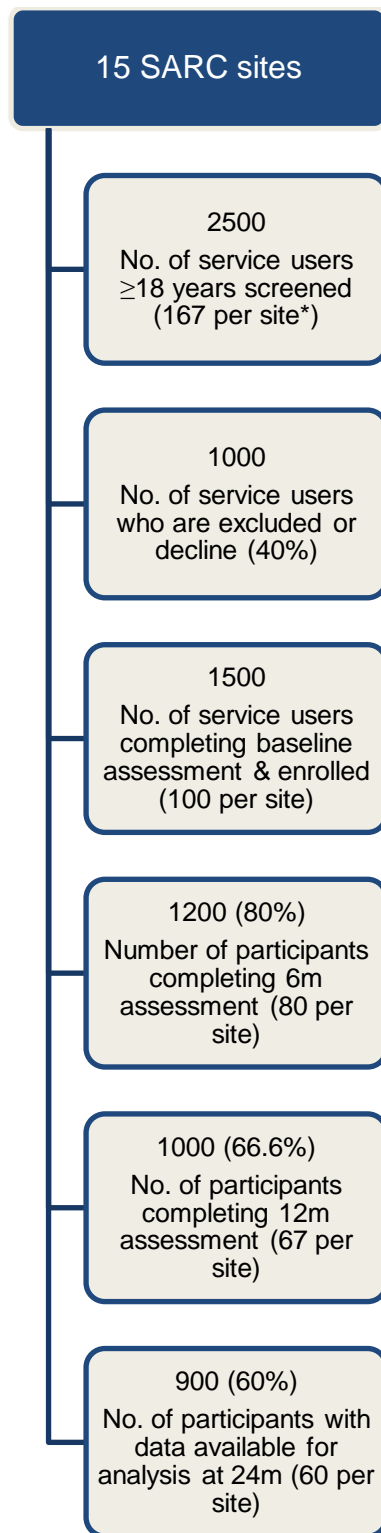 15 SARC sites
2500
No. of service users
≥18 years screened
(167 per site*)
1000
No. of service users
who are excluded or
decline (40%)
1500
No. of service users
completing baseline
assessment & enrolled
(100 per site)
1200 (80%)
Number of participants
completing 6m
assessment (80 per
site)
1000 (66.6%)
No. of participants
completing 12m
assessment (67 per
site)
900 (60%)
No. of participants with
data available for
analysis at 24m (60 per
site)